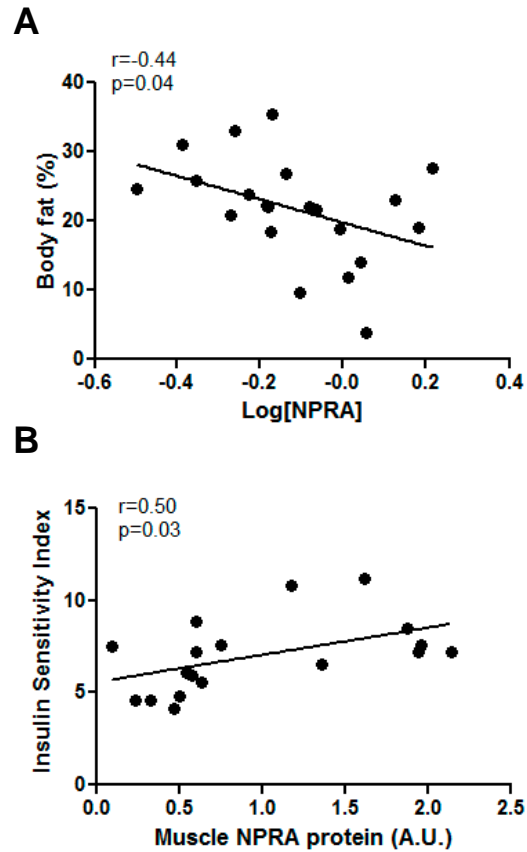 A
r=-0.44
p=0.04
40
30
20
10
0
Body fat (%)
-0.6 -0.4 -0.2 -0.0 0.2 0.4
Log[NPRA]
B
r=0.50
p=0.03
15
10
5
0
Insulin Sensitivity Index
0.0 0.5 1.0 1.5 2.0 2.5
Muscle NPRA protein (A.U.)